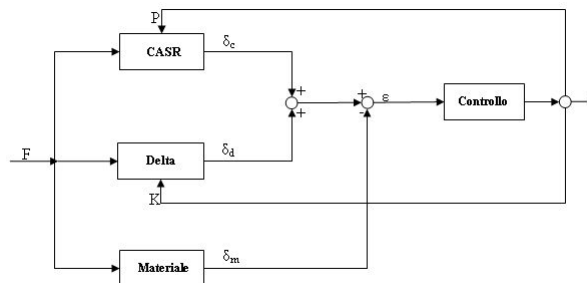 P
CASR
δc
+
+
+
-
ε
Controllo
F
Delta
δd
K
Materiale
δm